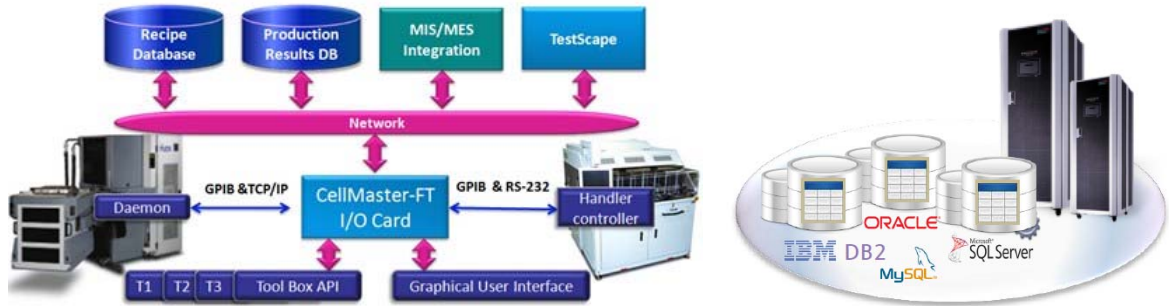 Recipe
Database
Production
Results DB
MIS/MES
Integration
TestScape
Network
GPIB &TCP/IP
GPIB & RS-232
Daemon
CellMaster-FT
I/O Card
Handler
controller
T1
T2
T3
Tool Box API
Graphical User Interface
ORACLE
IBM DB2
MySQL
Microsoft
SQL Server